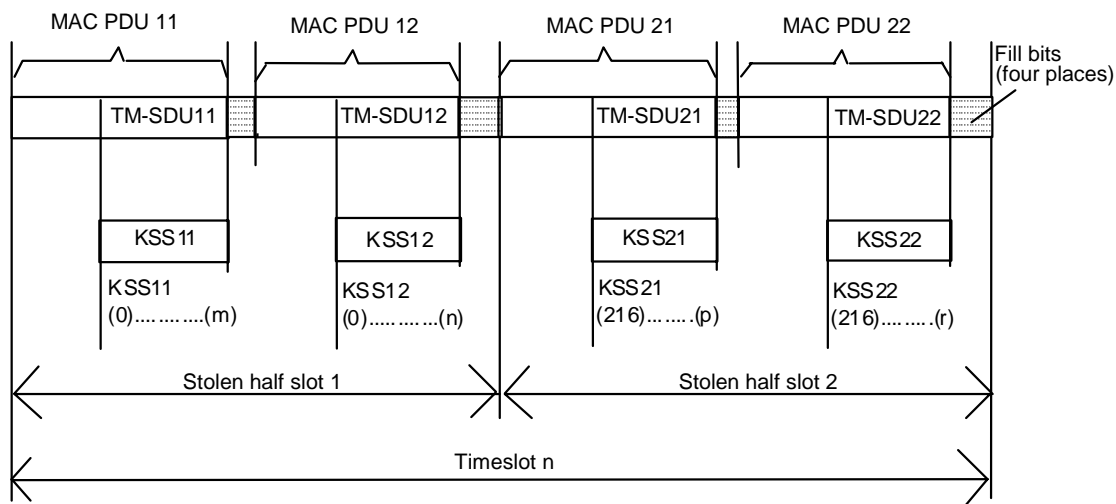 MAC PDU 11
MAC PDU 12
MAC PDU 21
MAC PDU 22
Fill bits
(four places)
TM-SDU11
TM-SDU12
TM-SDU21
TM-SDU22
KSS11
KSS12
KSS21
KSS22
KSS11
(0)...........(m)
KSS12
(0)...........(n)
KSS21
(216).......(p)
KSS22
(216)........(r)
Stolen half slot 1
Stolen half slot 2
Timeslot n